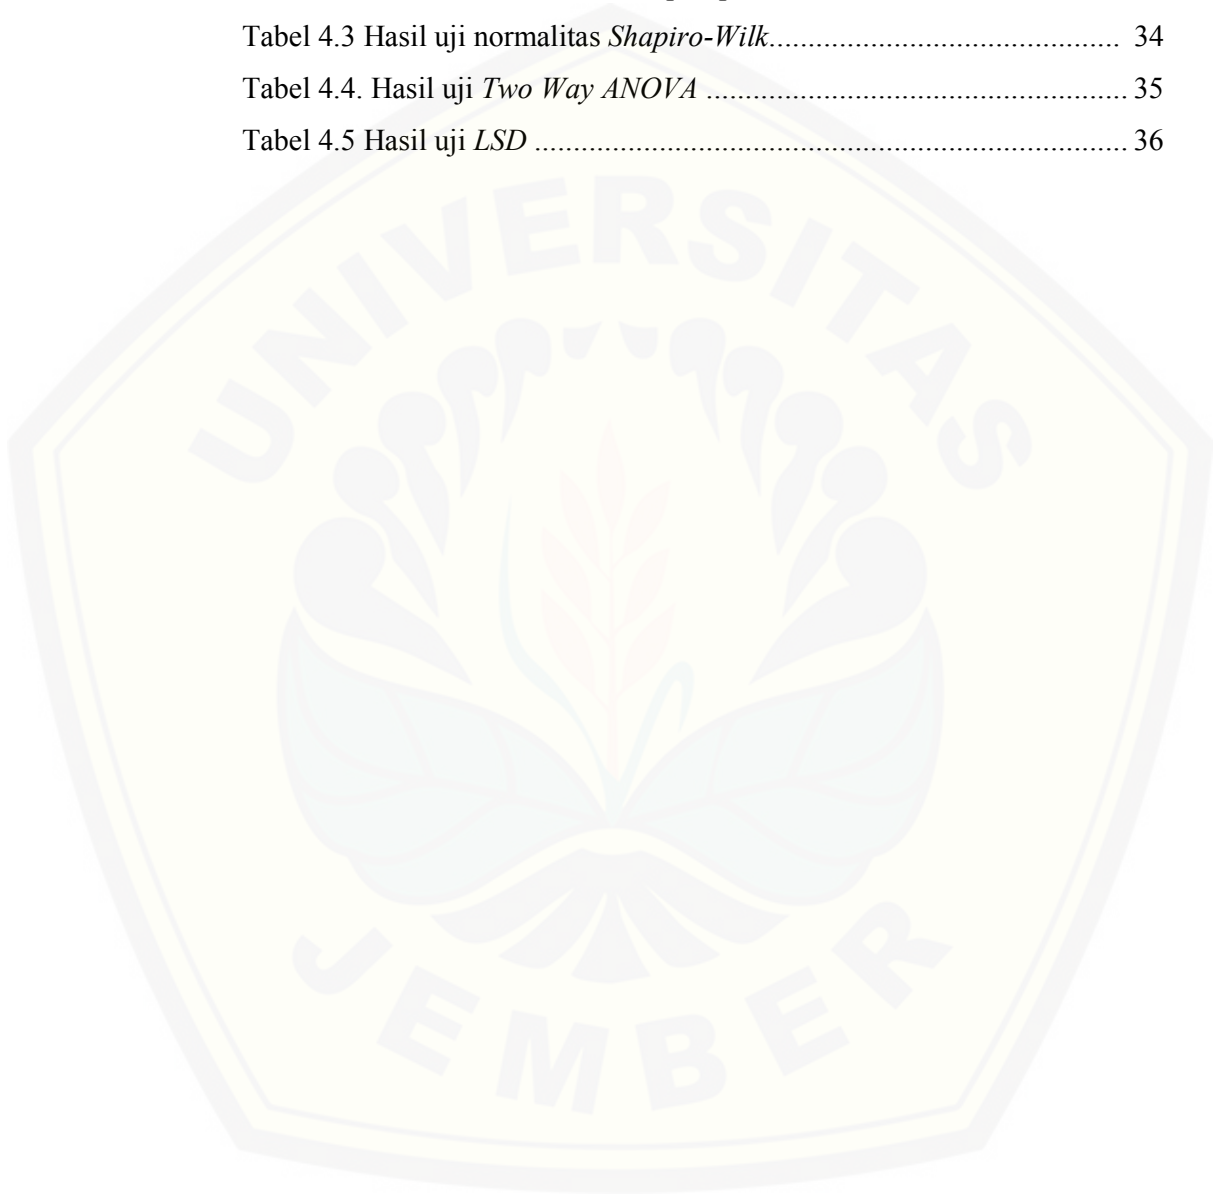 Tabel 4.3 Hasil uji normalitas Shapiro-Wilk............................................. 34
Tabel 4.4. Hasil uji Two Way ANOVA ...................................................... 35
Tabel 4.5 Hasil uji LSD ............................................................................ 36
UNIVERSITAS
JEMBER